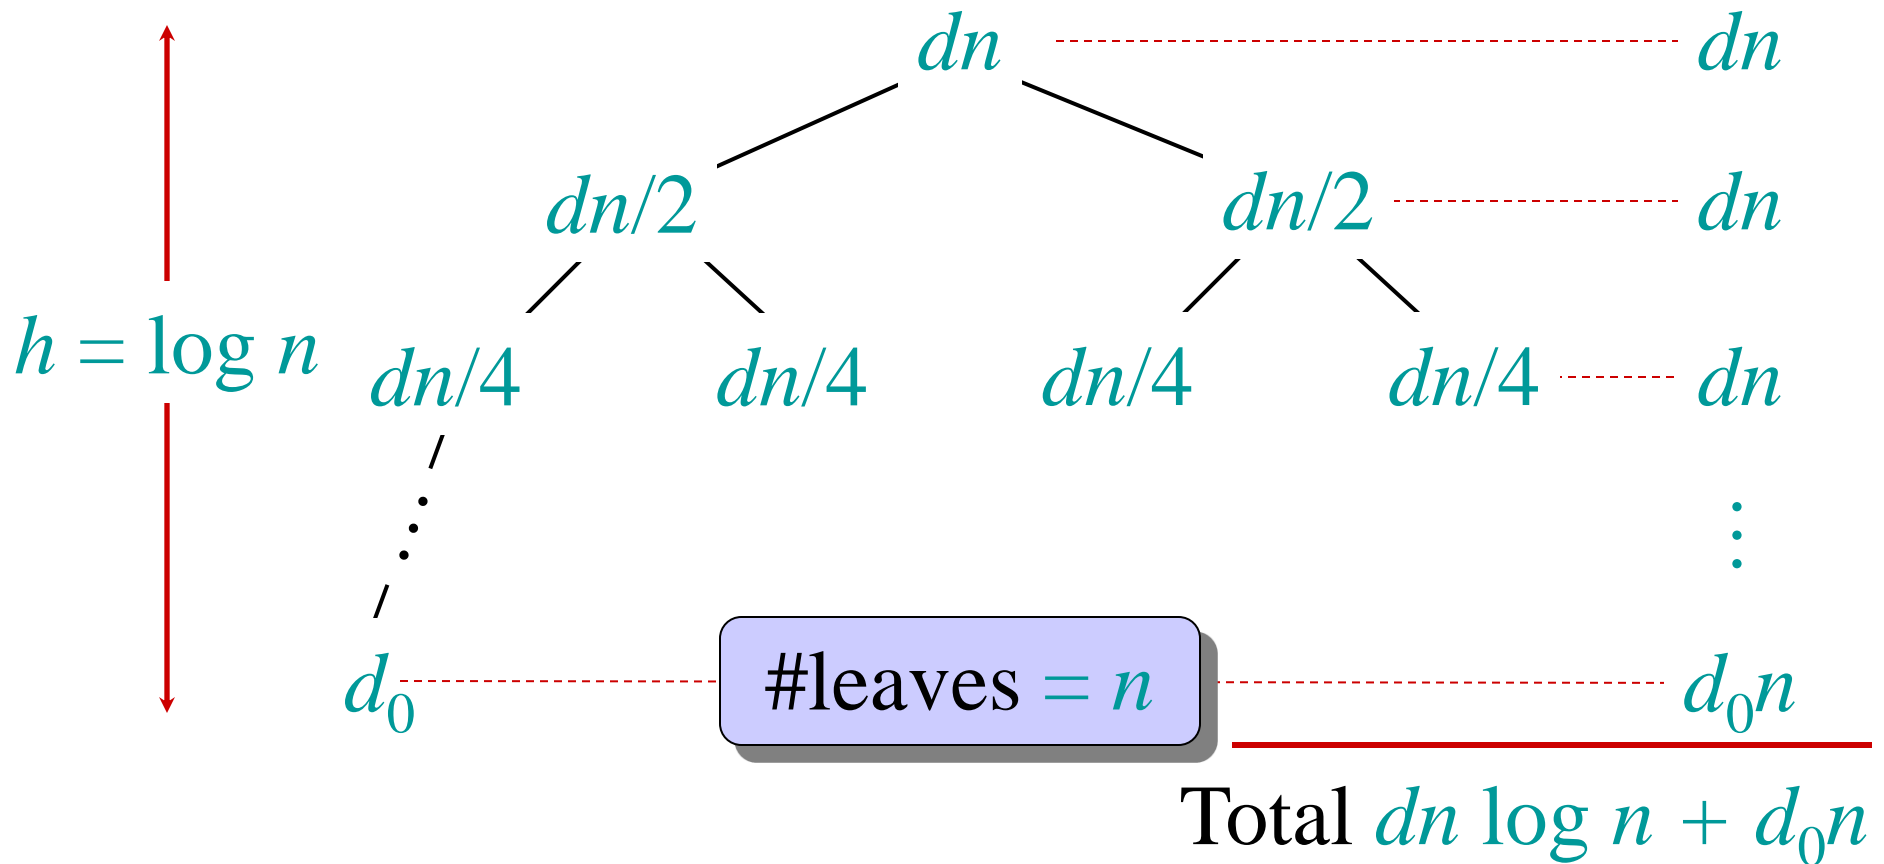 dn dn
dn/2 dn/2 dn
h = log n dn/4 dn/4 dn/4 dn/4 dn
d₀ #leaves = n d₀n
Total dn log n + d₀n